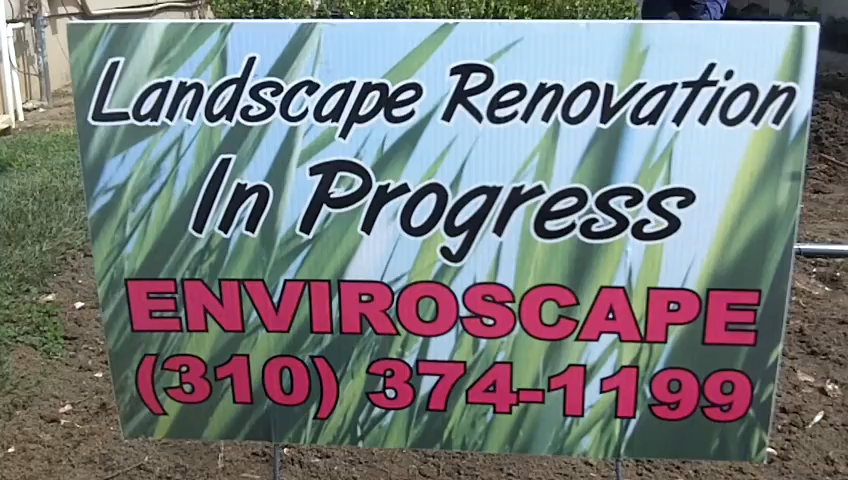 Landscape Renovation
In Progress
ENVIROSCAPE
(310) 374-1199